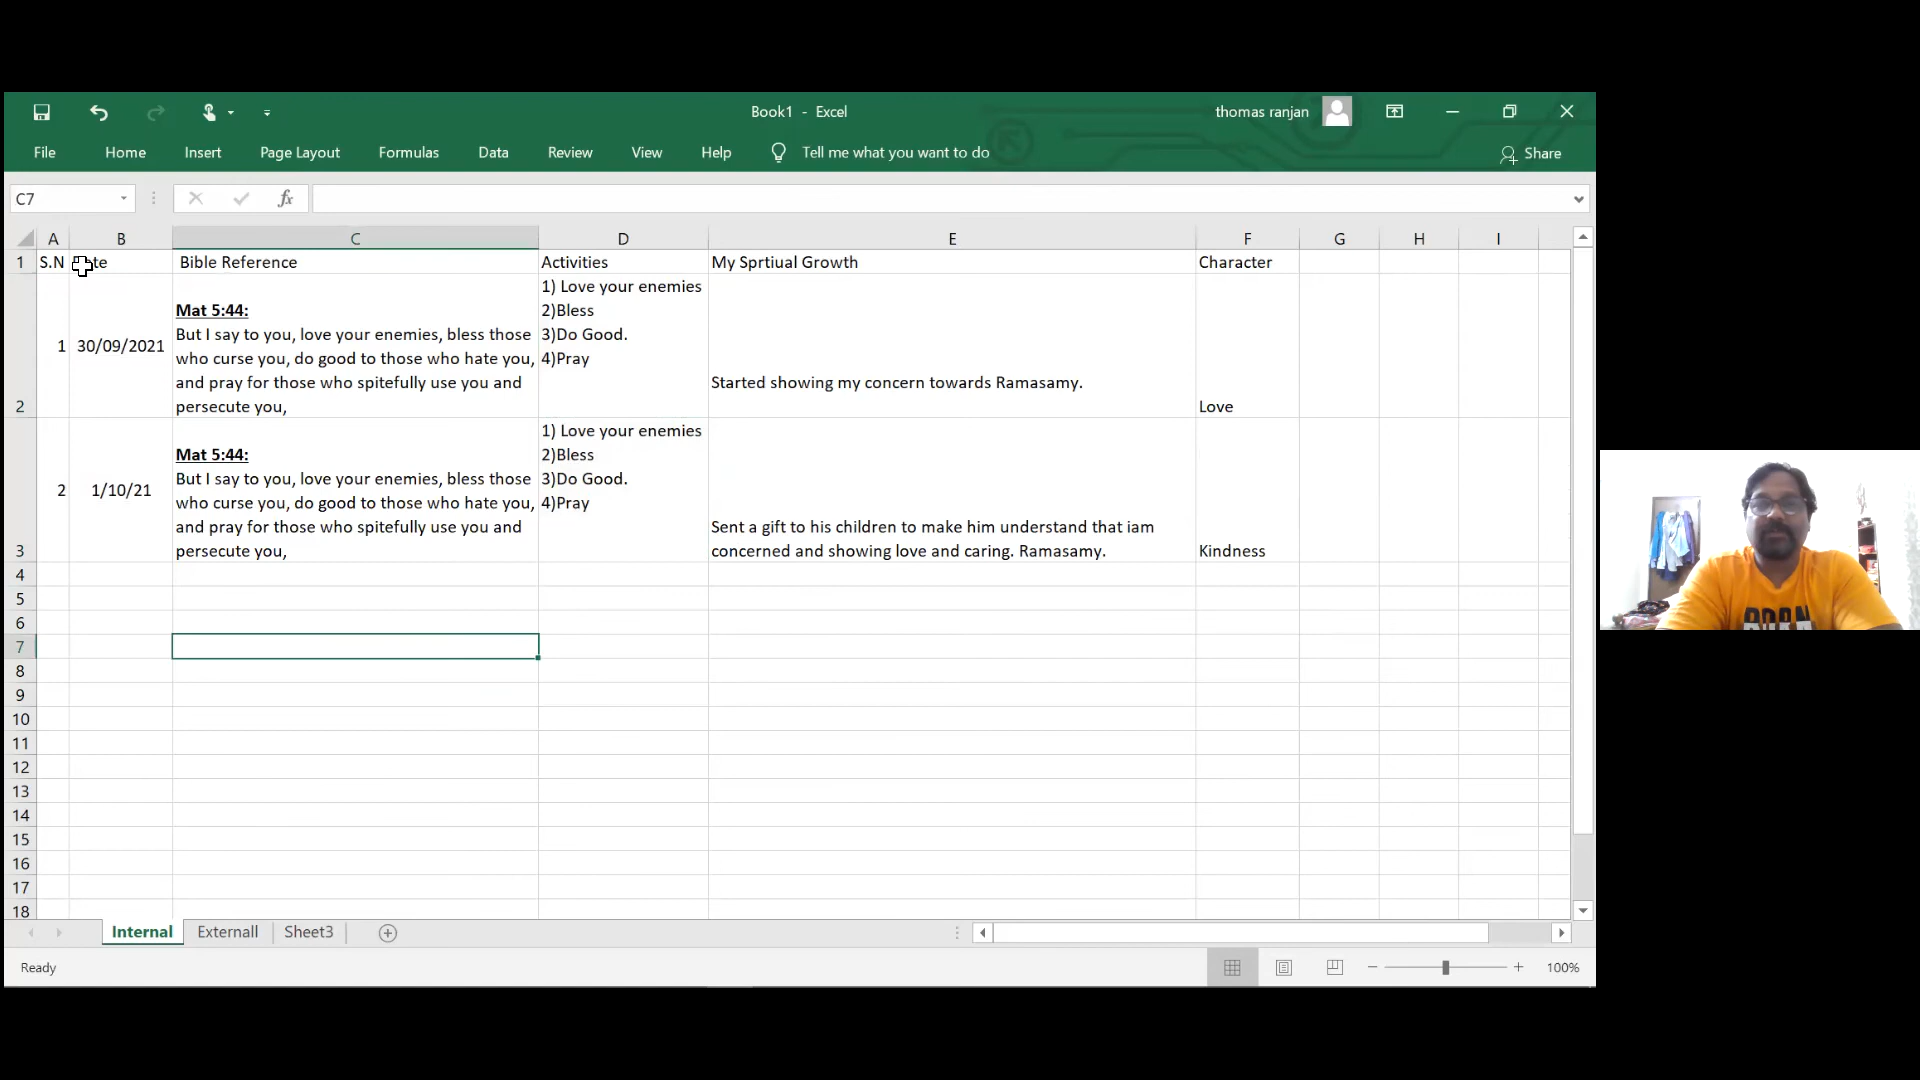 Book1 - Excel
thomas ranjan
File Home Insert Page Layout Formulas Data Review View Help Tell me what you want to do Share
C7 fx
A B C D E F G H I
1 S.N Bible Reference Activities My Sprtiual Growth Character
1) Love your enemies
Mat 5:44: 2)Bless
But I say to you, love your enemies, bless those 3)Do Good.
1 30/09/2021 who curse you, do good to those who hate you, 4)Pray
and pray for those who spitefully use you and Started showing my concern towards Ramasamy.
2 persecute you, Love
1) Love your enemies
Mat 5:44: 2)Bless
But I say to you, love your enemies, bless those 3)Do Good.
2 1/10/21 who curse you, do good to those who hate you, 4)Pray
and pray for those who spitefully use you and Sent a gift to his children to make him understand that iam
3 persecute you, concerned and showing love and caring. Ramasamy. Kindness
4
5
6
7
8
9
10
11
12
13
14
15
16
17
18
Internal Externall Sheet3
Ready 100%
BORN